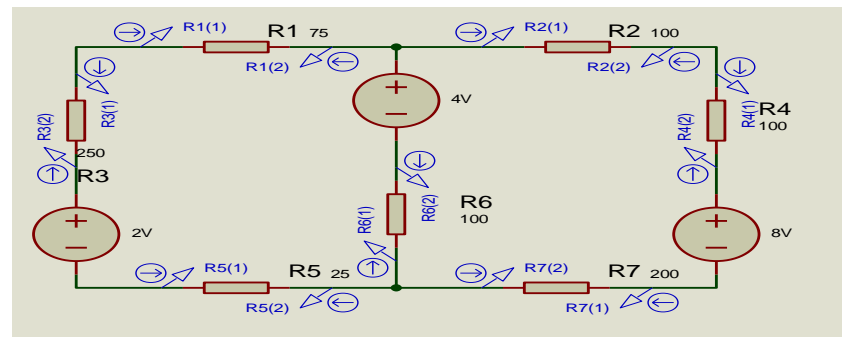 R1(1) R1 75 R2(1) R2 100
R1(2) R2(2)
+ 4V
−
R3(2) R3(1) R4(2) R4(1) R4
100
250
R3
R6(1) R6(2) R6
100
+ 2V + 8V
− −
R5(1) R5 25 R7(2) R7 200
R5(2) R7(1)